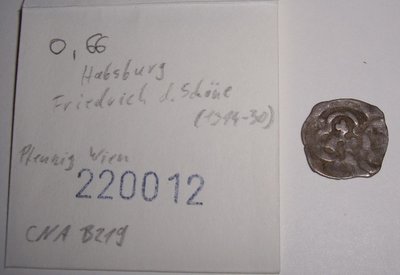 0,66
Habsburg
Friedrich d. Schöne
(1314-30)
Pfennig Wien
220012
CNA B219